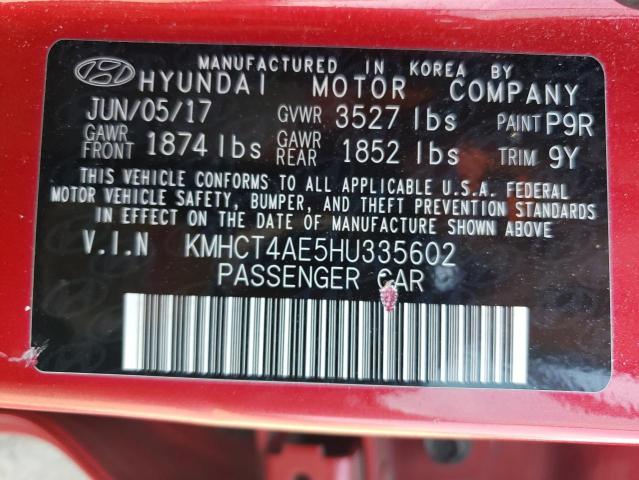 MANUFACTURED IN KOREA BY
HYUNDAI MOTOR COMPANY
JUN/05/17 GVWR 3527 lbs PAINT P9R
GAWR FRONT 1874 lbs GAWR REAR 1852 lbs TRIM 9Y
THIS VEHICLE CONFORMS TO ALL APPLICABLE U.S.A. FEDERAL
MOTOR VEHICLE SAFETY, BUMPER, AND THEFT PREVENTION STANDARDS
IN EFFECT ON THE DATE OF MANUFACTURE SHOWN ABOVE
V.I.N KMHCT4AE5HU335602
PASSENGER CAR